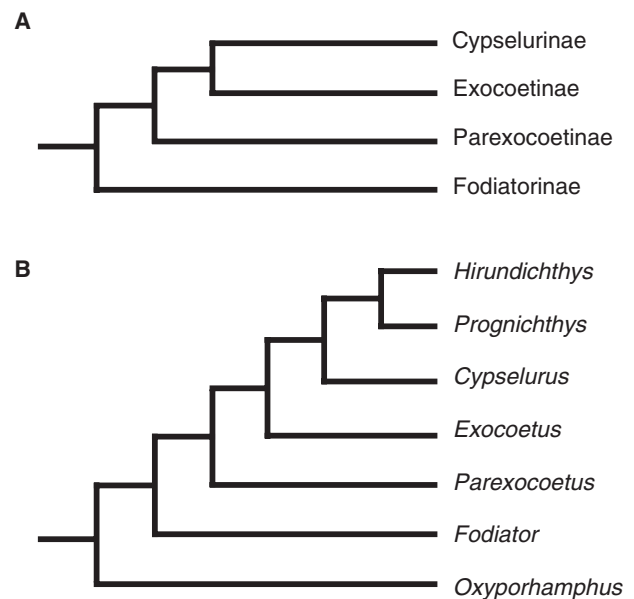 A
Cypselurinae
Exocoetinae
Parexocoetinae
Fodiatorinae
B
Hirundichthys
Prognichthys
Cypselurus
Exocoetus
Parexocoetus
Fodiator
Oxyporhamphus